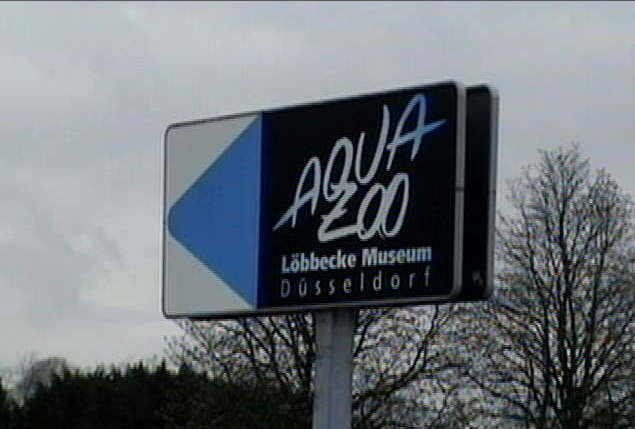 AQUA
ZOO
Löbbecke Museum
Düsseldorf